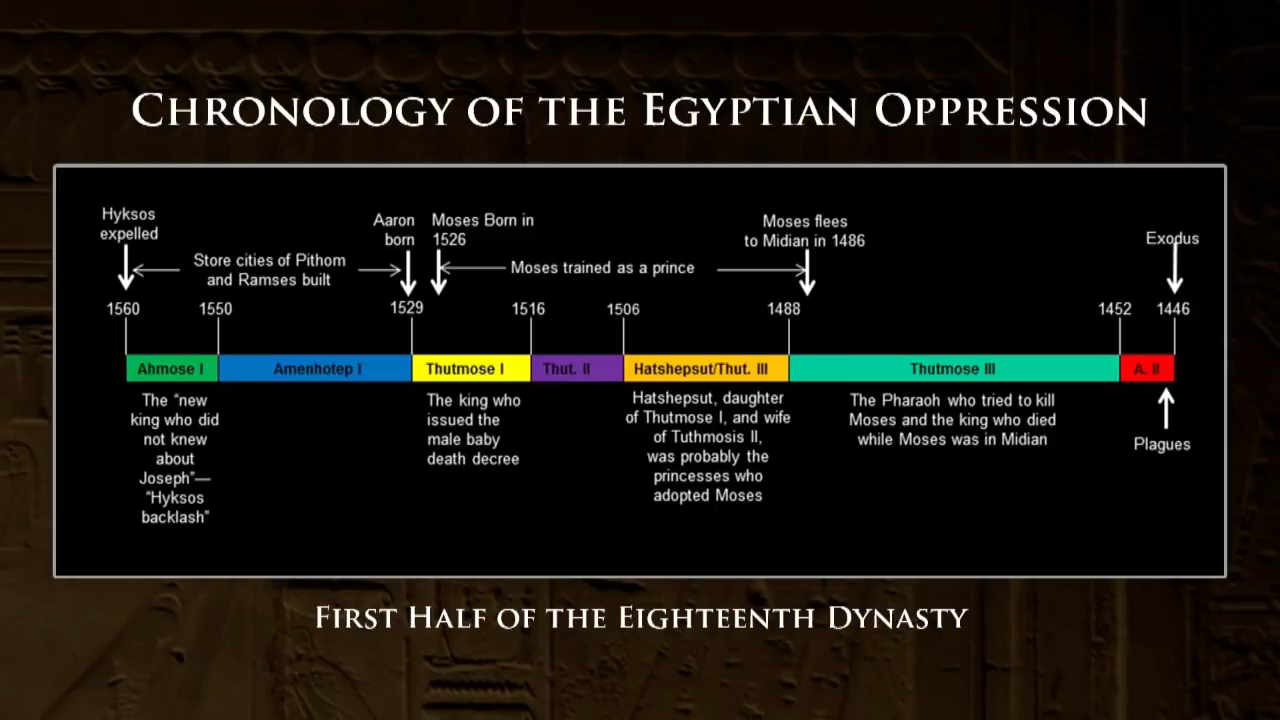 CHRONOLOGY OF THE EGYPTIAN OPPRESSION
Hyksos
expelled
Store cities of Pithom
and Ramses built
Aaron
born
Moses Born in
1526
Moses trained as a prince
Moses flees
to Midian in 1486
Exodus
1560
1550
1529
1516
1506
1488
1452
1446
Ahmose I
Amenhotep I
Thutmose I
Thut. II
Hatshepsut/Thut. III
Thutmose III
A. II
The “new
king who did
not knew
about
Joseph”—
“Hyksos
backlash”
The king who
issued the
male baby
death decree
Hatshepsut, daughter
of Thutmose I, and wife
of Tuthmosis II,
was probably the
princesses who
adopted Moses
The Pharaoh who tried to kill
Moses and the king who died
while Moses was in Midian
Plagues
FIRST HALF OF THE EIGHTEENTH DYNASTY